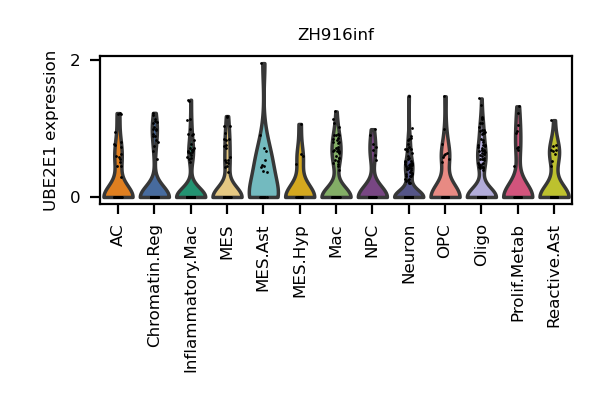 ZH916inf
UBE2E1 expression
2
0
AC
Chromatin.Reg
Inflammatory.Mac
MES
MES.Ast
MES.Hyp
Mac
NPC
Neuron
OPC
Oligo
Prolif.Metab
Reactive.Ast